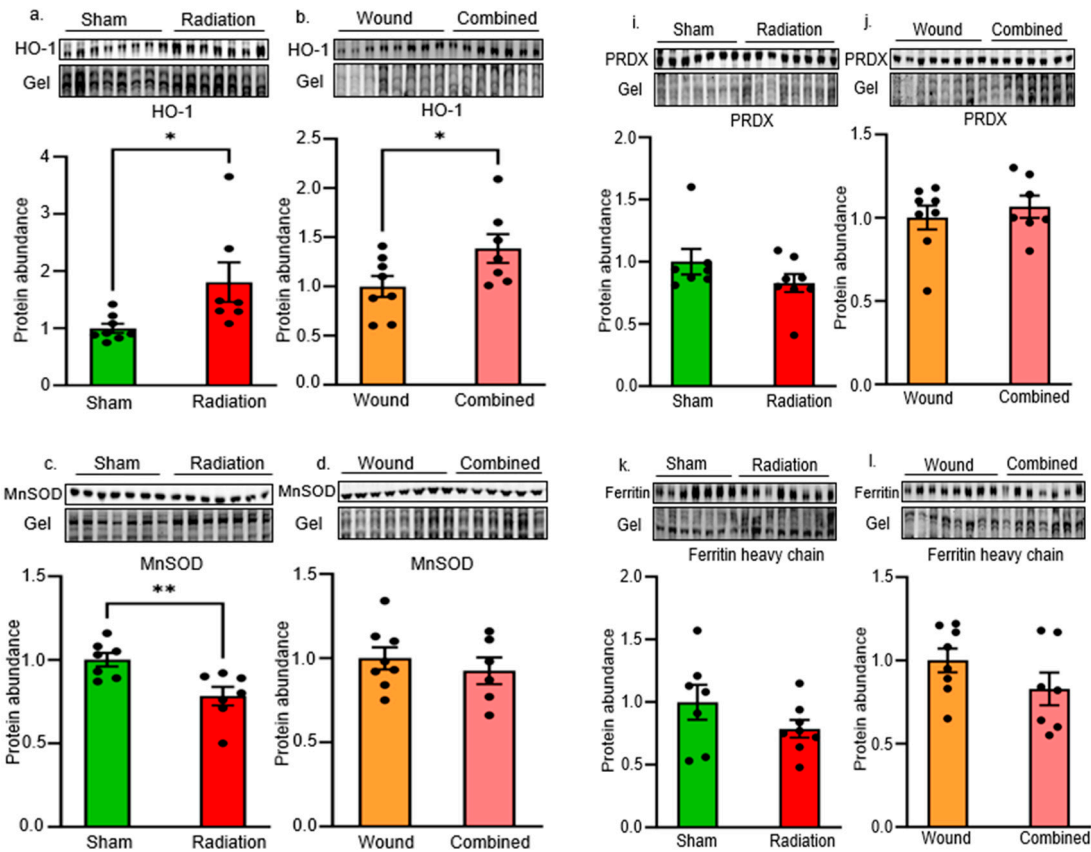 a.
Sham Radiation
HO-1
Gel
HO-1
*
Protein abundance
4
3
2
1
0
Sham Radiation
b.
Wound Combined
HO-1
Gel
HO-1
*
Protein abundance
2.5
2.0
1.5
1.0
0.5
0.0
Wound Combined
c.
Sham Radiation
MnSOD
Gel
MnSOD
**
Protein abundance
1.5
1.0
0.5
0.0
Sham Radiation
d.
Wound Combined
MnSOD
Gel
MnSOD
Protein abundance
1.5
1.0
0.5
0.0
Wound Combined
i.
Sham Radiation
PRDX
Gel
PRDX
Protein abundance
2.0
1.5
1.0
0.5
0.0
Sham Radiation
j.
Wound Combined
PRDX
Gel
PRDX
Protein abundance
1.5
1.0
0.5
0.0
Wound Combined
k.
Sham Radiation
Ferritin
Gel
Ferritin heavy chain
Protein abundance
2.0
1.5
1.0
0.5
0.0
Sham Radiation
l.
Wound Combined
Ferritin
Gel
Ferritin heavy chain
Protein abundance
1.5
1.0
0.5
0.0
Wound Combined